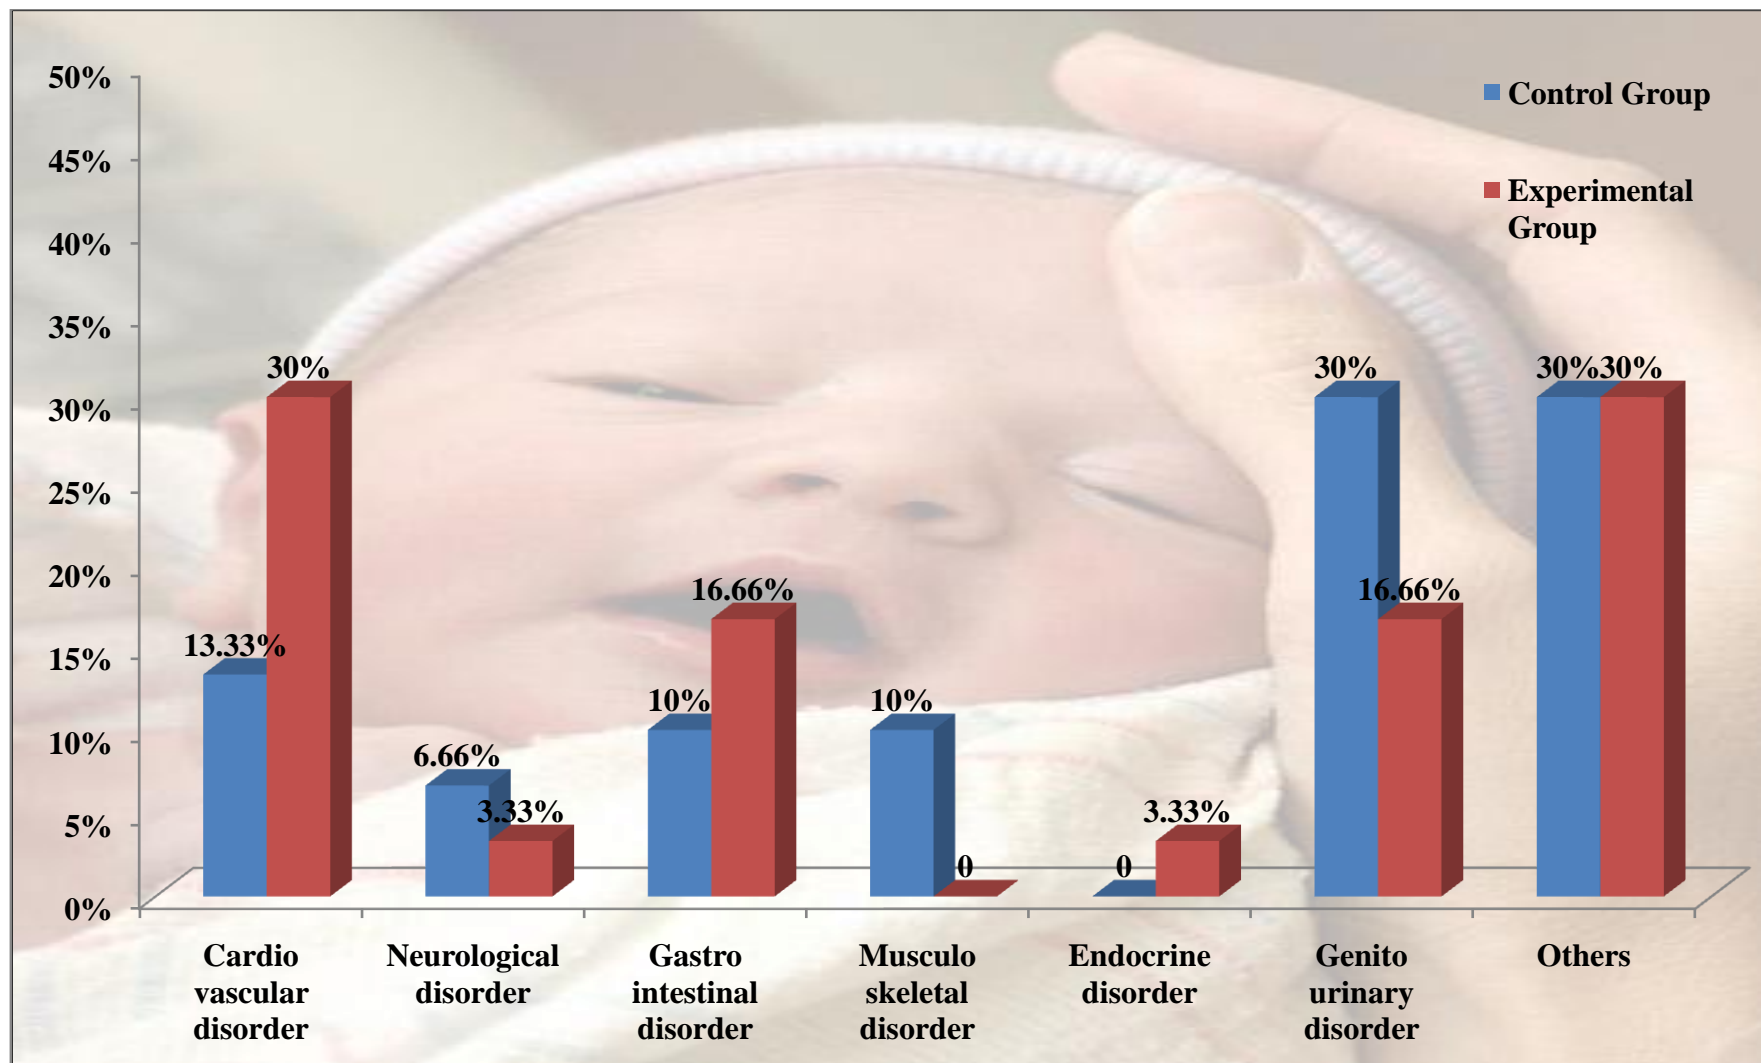 50%
45%
40%
35%
30%
25%
20%
15%
10%
5%
0%
Control Group
Experimental
Group
13.33%
30%
6.66%
3.33%
10%
16.66%
10%
0
0
3.33%
30%
16.66%
30%
30%
Cardio
vascular
disorder
Neurological
disorder
Gastro
intestinal
disorder
Musculo
skeletal
disorder
Endocrine
disorder
Genito
urinary
disorder
Others